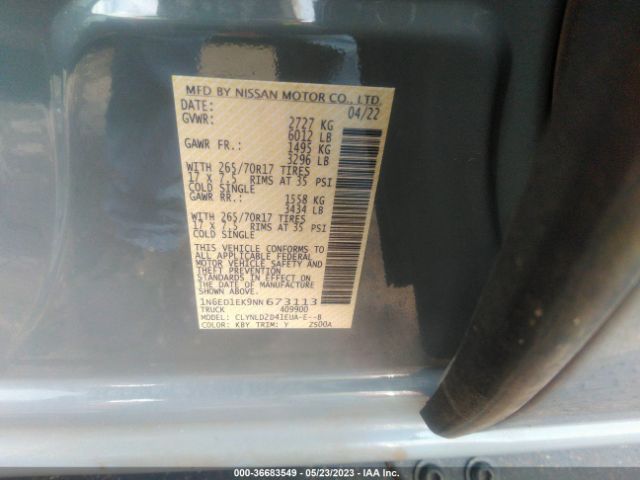 MFD BY NISSAN MOTOR CO., LTD.
DATE: 04/22
GVWR: 2727 KG
6012 LB
GAWR FR.: 1495 KG
3296 LB
WITH 265/70R17 TIRES
17 X 7.5 RIMS AT 35 PSI
COLD SINGLE
GAWR RR.: 1558 KG
3434 LB
WITH 265/70R17 TIRES
17 X 7.5 RIMS AT 35 PSI
COLD SINGLE
THIS VEHICLE CONFORMS TO
ALL APPLICABLE FEDERAL
MOTOR VEHICLE SAFETY AND
THEFT PREVENTION
STANDARDS IN EFFECT ON
THE DATE OF MANUFACTURE
SHOWN ABOVE.
1N6ED1EK9NN673113
TRUCK 409900
MODEL: CLYNLD2D41EUA-E--B
COLOR: KBY TRIM: Y ZS00A
000-36683549 - 05/23/2023 - IAA Inc.